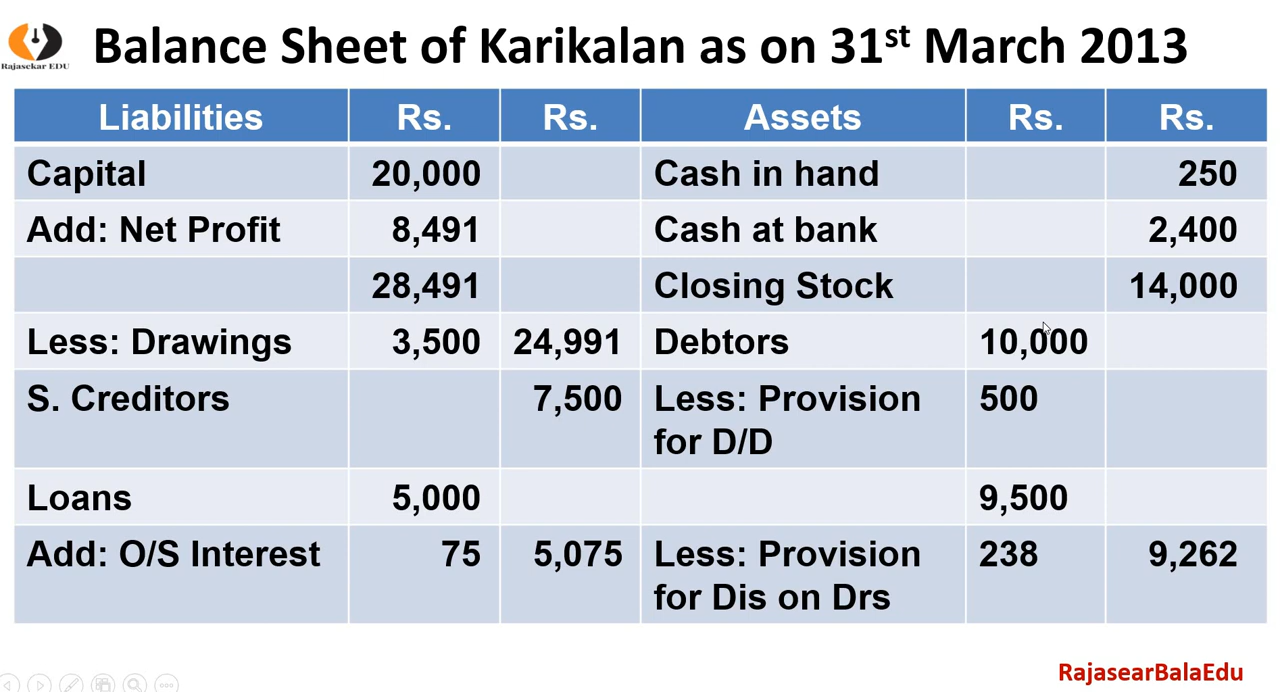 Rajasekar EDU
Balance Sheet of Karikalan as on 31st March 2013
Liabilities Rs. Rs. Assets Rs. Rs.
Capital 20,000 Cash in hand 250
Add: Net Profit 8,491 Cash at bank 2,400
28,491 Closing Stock 14,000
Less: Drawings 3,500 24,991 Debtors 10,000
S. Creditors 7,500 Less: Provision 500
for D/D
Loans 5,000 9,500
Add: O/S Interest 75 5,075 Less: Provision 238 9,262
for Dis on Drs
RajasearBalaEdu